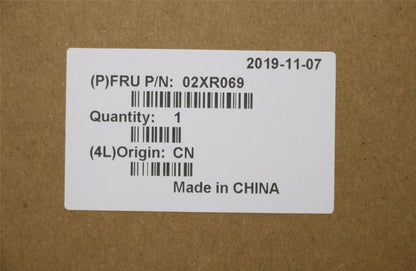 2019-11-07
(P)FRU P/N: 02XR069
Quantity: 1
(4L)Origin: CN
Made in CHINA